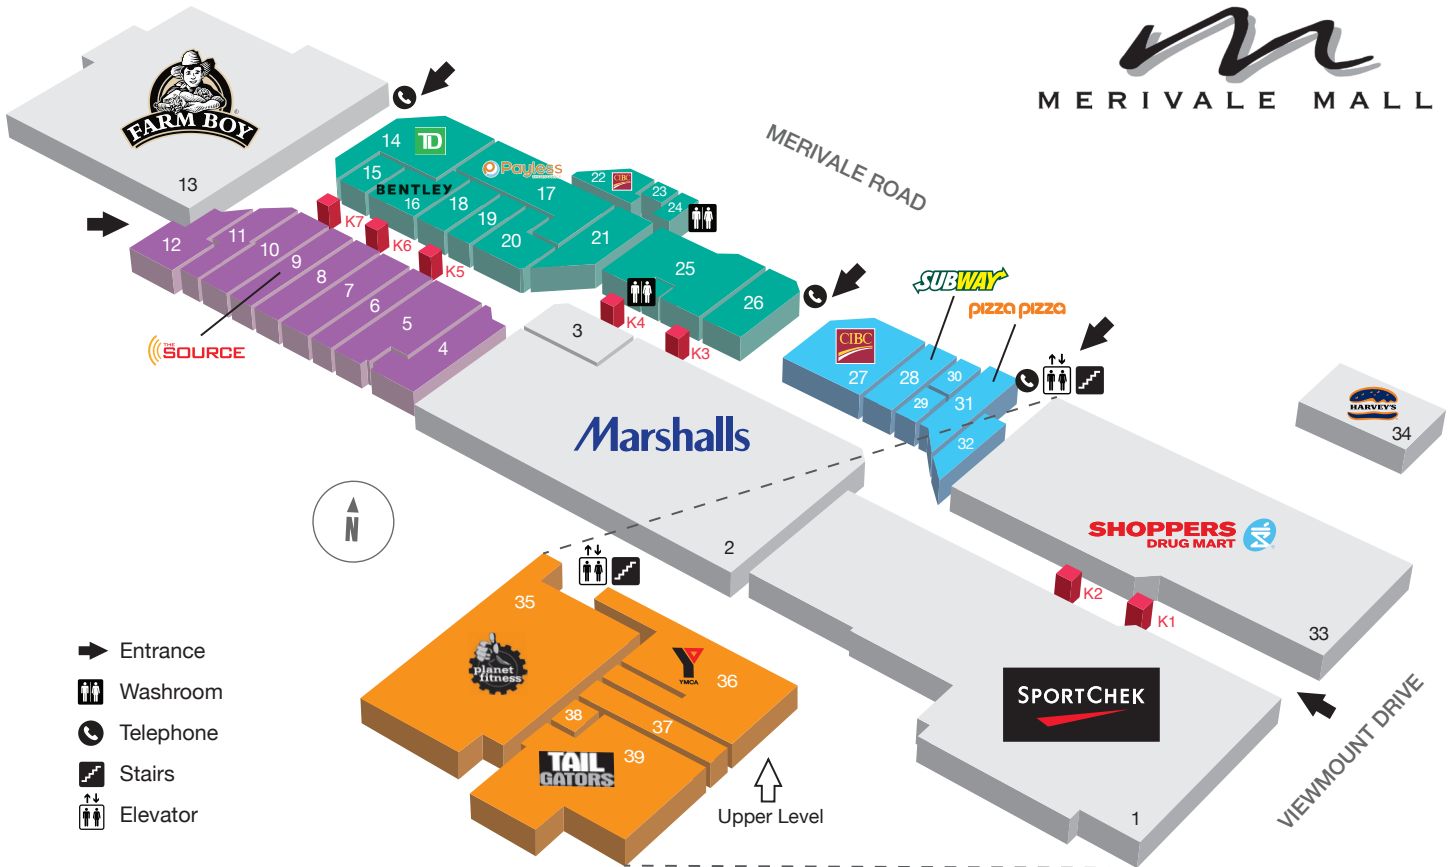 MERIVALE MALL
MERIVALE ROAD
FARM BOY
13
14
TD
15
BENTLEY
16
Payless
17
18
19
20
21
22
CIBC
23
24
25
26
K7
K6
K5
K4
K3
12
11
10
9
8
7
6
5
4
THE
SOURCE
3
Marshalls
2
SUBWAY
pizza pizza
CIBC
27
28
29
30
31
32
HARVEY'S
34
SHOPPERS
DRUG MART
33
K2
K1
SPORTCHEK
1
VIEWMOUNT DRIVE
N
35
planet
fitness
YMCA
36
37
38
39
TAIL
GATORS
Upper Level
Entrance
Washroom
Telephone
Stairs
Elevator